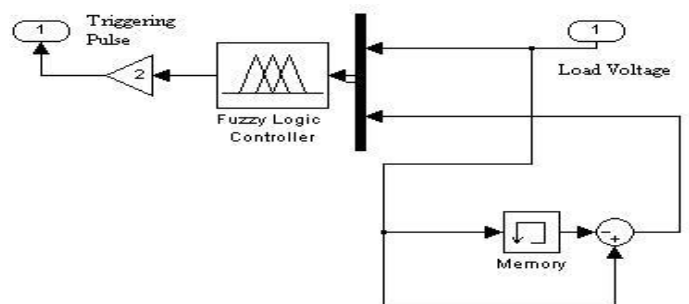 1
Triggering
Pulse
2
Fuzzy Logic
Controller
1
Load Voltage
Memory
-
+